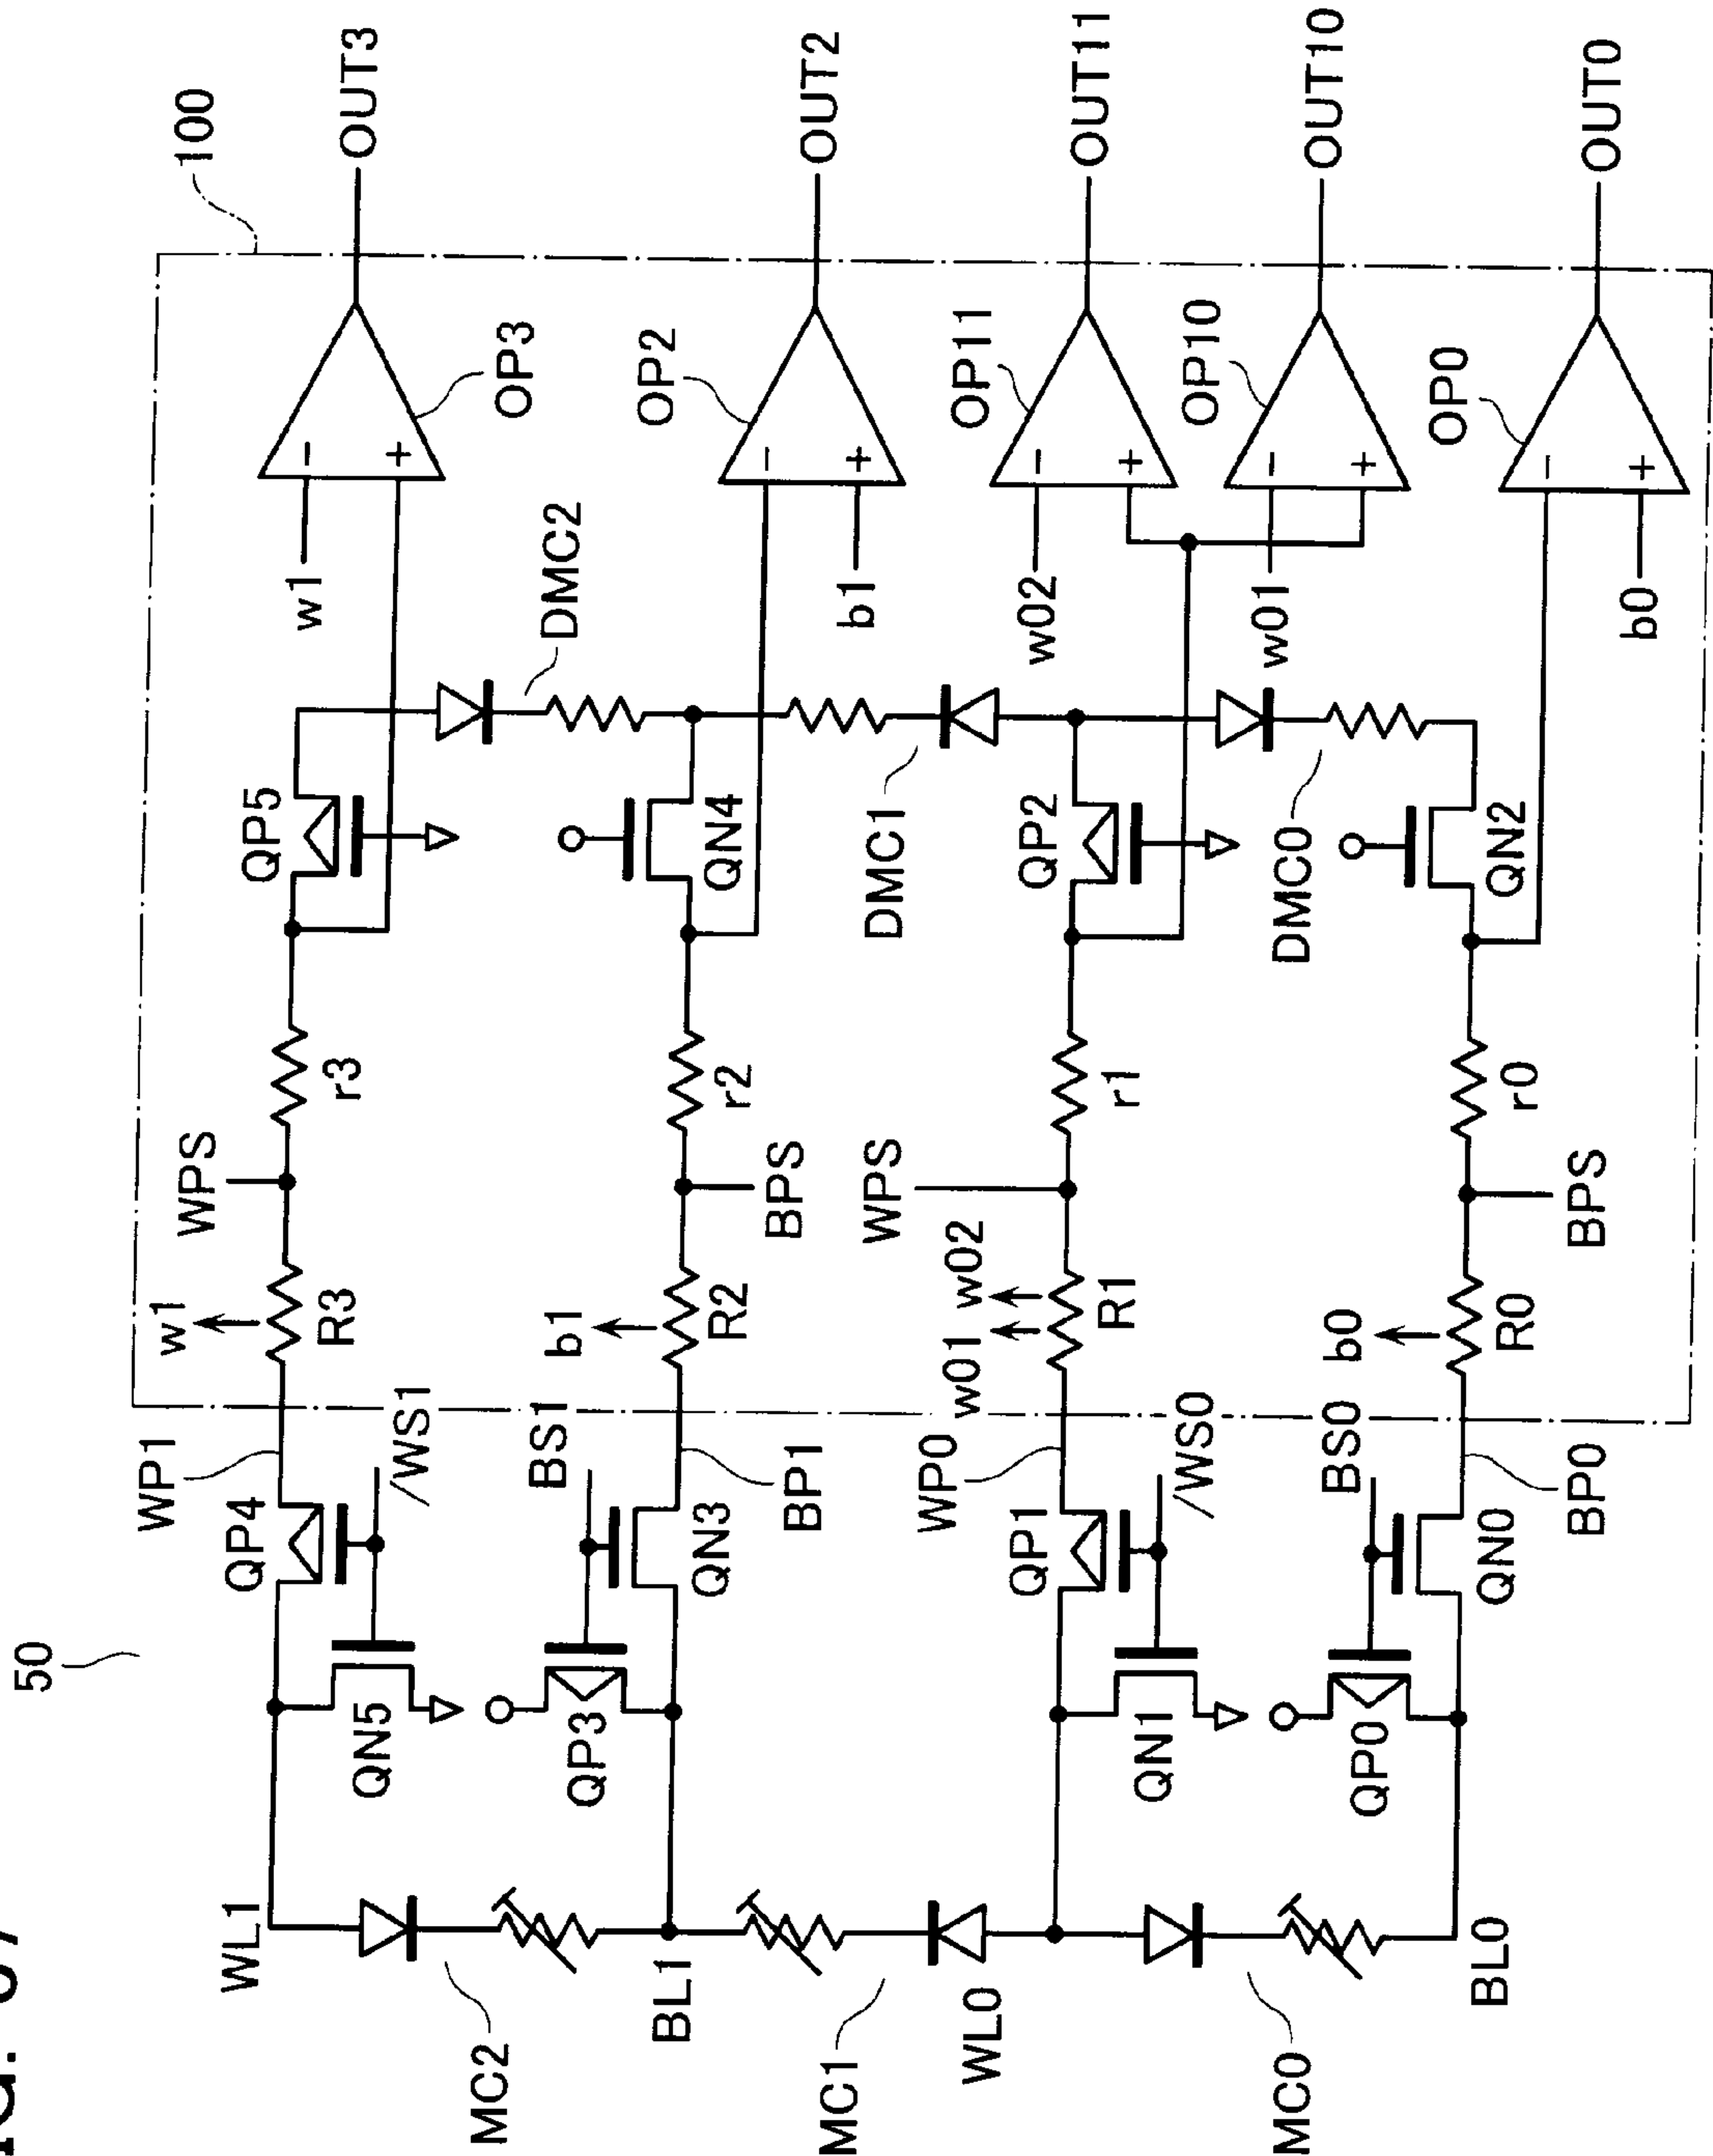 50
100
WL1
QN5
QP4
/WS1
WP1
w1
R3
WPS
r3
QP5
w1
OP3
OUT3
MC2
DMC2
BL1
QP3
BS1
QN3
BP1
b1
R2
BPS
r2
QN4
b1
OP2
OUT2
MC1
DMC1
WL0
QN1
QP1
/WS0
WP0
w01
w02
R1
WPS
r1
QP2
w02
OP11
OUT11
w01
OP10
OUT10
MC0
DMC0
BL0
QP0
BS0
QN0
BP0
b0
R0
BPS
r0
QN2
b0
OP0
OUT0
−
+
−
+
−
+
−
+
−
+